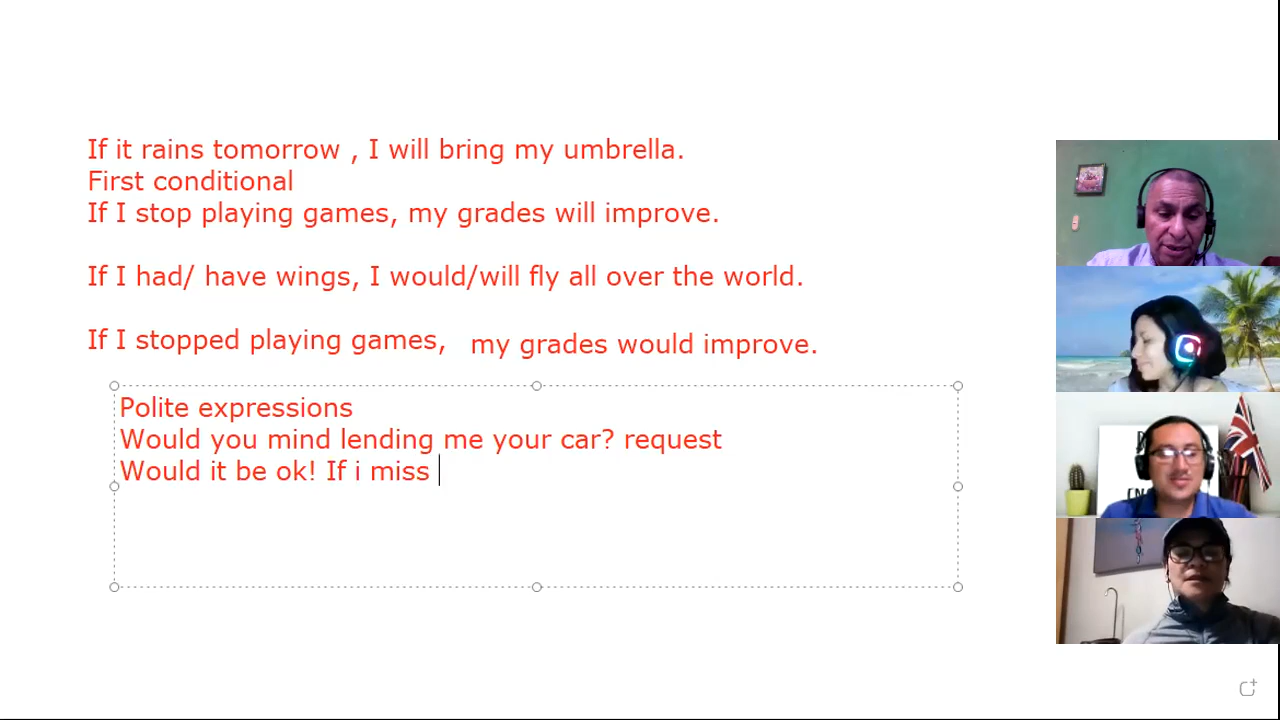 If it rains tomorrow , I will bring my umbrella.
First conditional
If I stop playing games, my grades will improve.
If I had/ have wings, I would/will fly all over the world.
If I stopped playing games, my grades would improve.
Polite expressions
Would you mind lending me your car? request
Would it be ok! If i miss